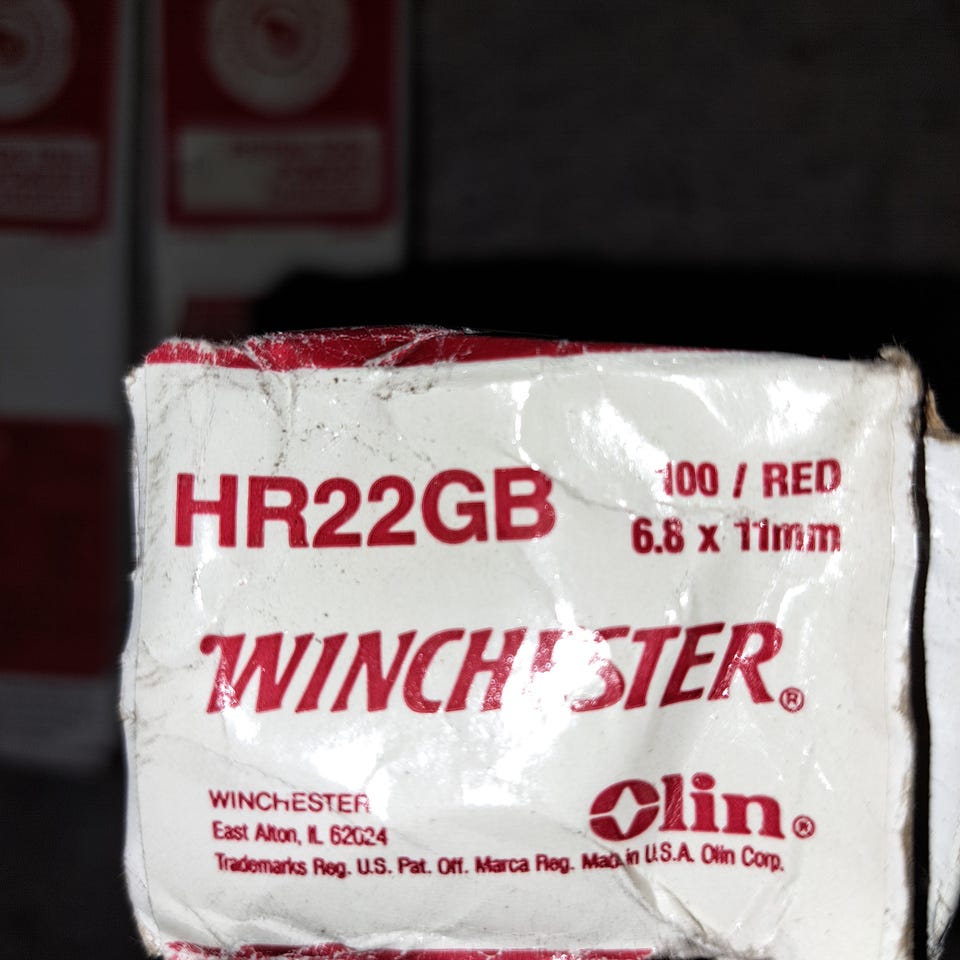 HR22GB
100 / RED
6.8 x 11mm
WINCHESTER®
Olin®
WINCHESTER
East Alton, IL 62024
Trademarks Reg. U.S. Pat. Off. Marca Reg. Made in U.S.A. Olin Corp.